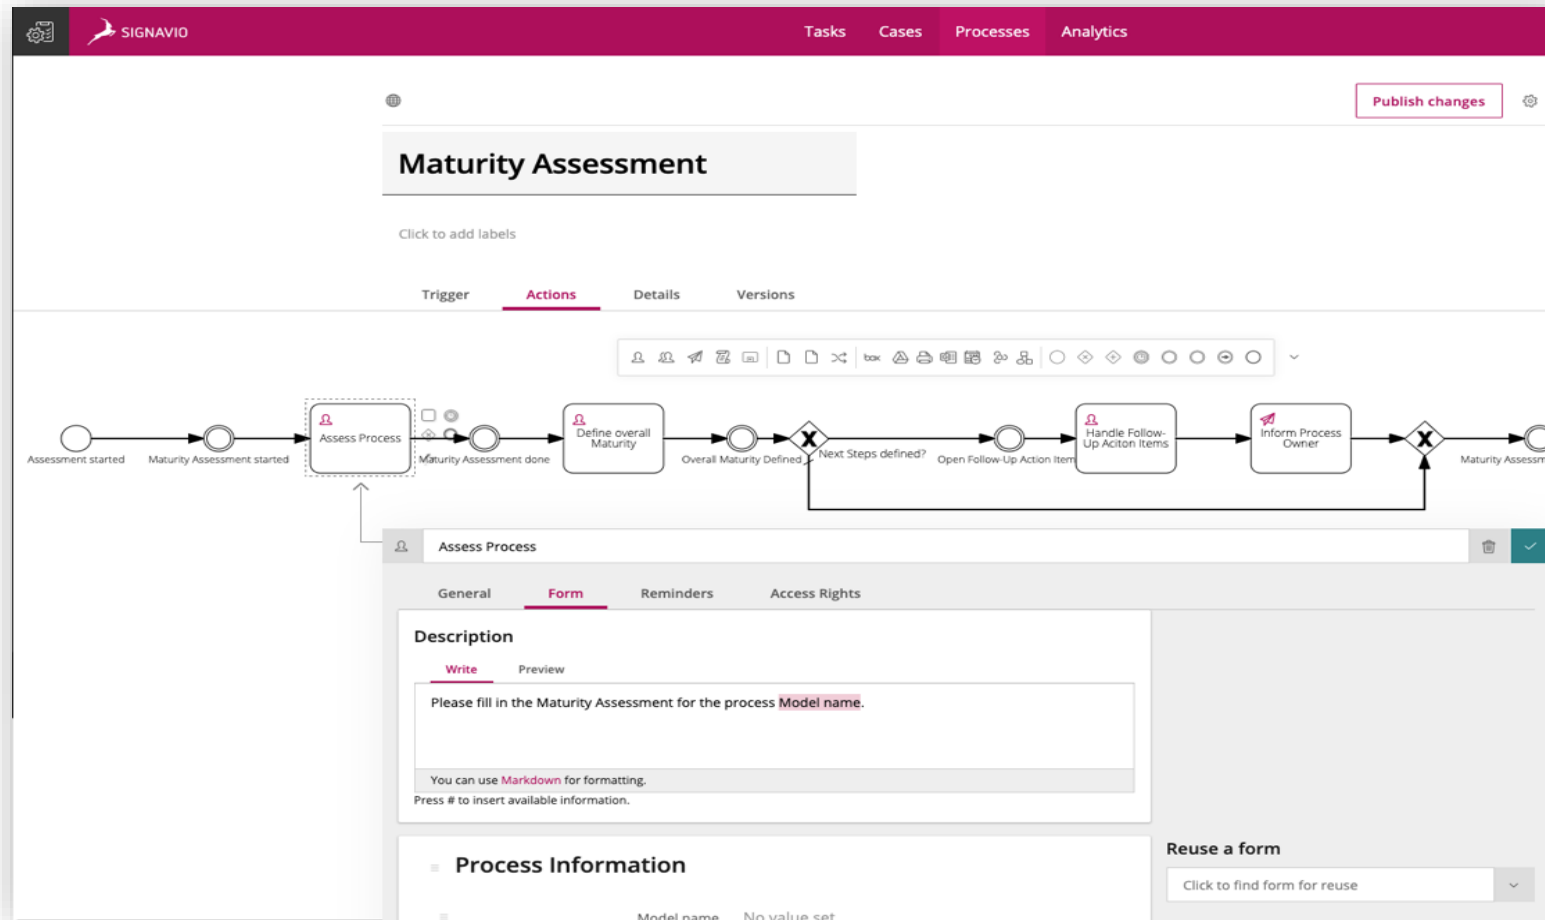 SIGNAVIO
Tasks Cases Processes Analytics
Publish changes
Maturity Assessment
Click to add labels
Trigger Actions Details Versions
box
Assessment started
Maturity Assessment started
Assess Process
Maturity Assessment done
Define overall
Maturity
Overall Maturity Defined
Next Steps defined?
Open Follow-Up Action Item
Handle Follow-
Up Aciton Items
Inform Process
Owner
Maturity Assessm
Assess Process
General Form Reminders Access Rights
Description
Write Preview
Please fill in the Maturity Assessment for the process Model name.
You can use Markdown for formatting.
Press # to insert available information.
Process Information
Model name No value set
Reuse a form
Click to find form for reuse